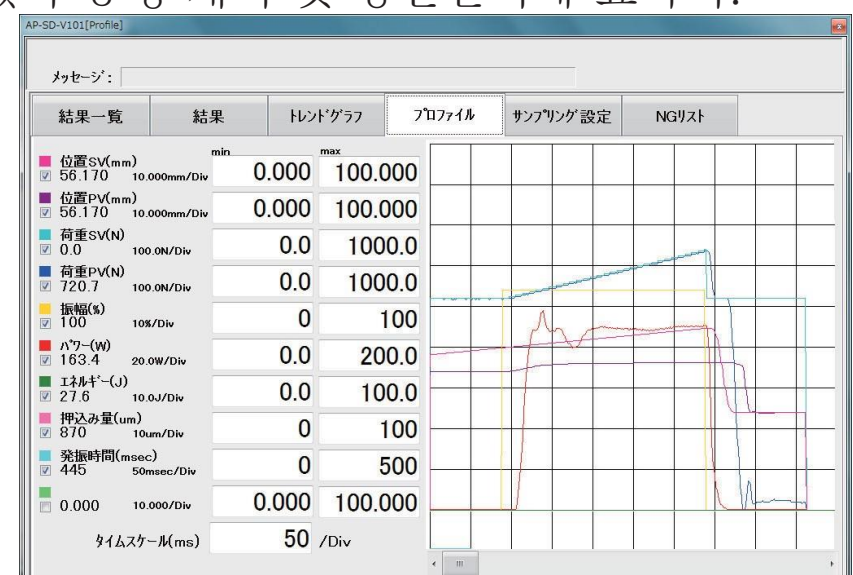 AP-SD-V101[Profile]
メッセージ:
結果一覧 結果 トレンドグラフ プロファイル サンプリング設定 NGリスト
min max
位置SV(mm)
56.170 10.000mm/Div 0.000 100.000
位置PV(mm)
56.170 10.000mm/Div 0.000 100.000
荷重SV(N)
0.0 100.0N/Div 0.0 1000.0
荷重PV(N)
720.7 100.0N/Div 0.0 1000.0
振幅(%)
100 10%/Div 0 100
パワー(W)
163.4 20.0W/Div 0.0 200.0
エネルギー(J)
27.6 10.0J/Div 0.0 100.0
押込み量(um)
870 10um/Div 0 100
発振時間(msec)
445 50msec/Div 0 500
0.000 10.000/Div 0.000 100.000
タイムスケール(ms) 50 /Div